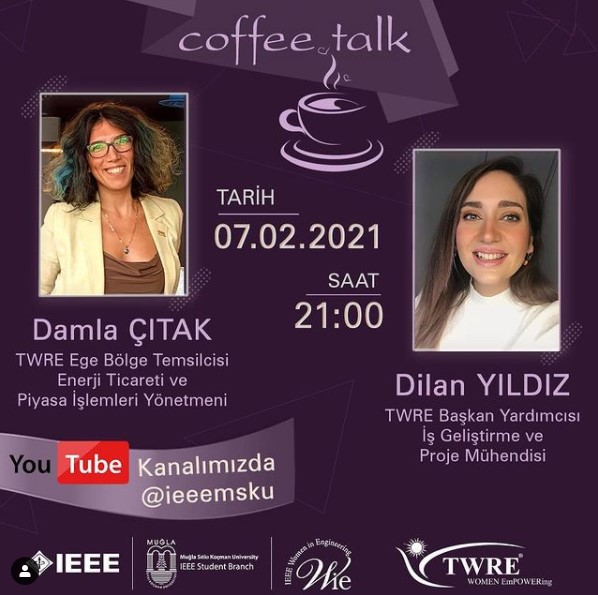 coffee talk
TARİH
07.02.2021
SAAT
21:00
Damla ÇITAK
TWRE Ege Bölge Temsilcisi
Enerji Ticareti ve
Piyasa İşlemleri Yönetmeni
Dilan YILDIZ
TWRE Başkan Yardımcısı
İş Geliştirme ve
Proje Mühendisi
YouTube Kanalımızda
@ieeemsku
IEEE
MUĞLA
Muğla Sıtkı Koçman University
IEEE Student Branch
IEEE Women in Engineering
Wie
TWRE®
WOMEN EmPOWERing